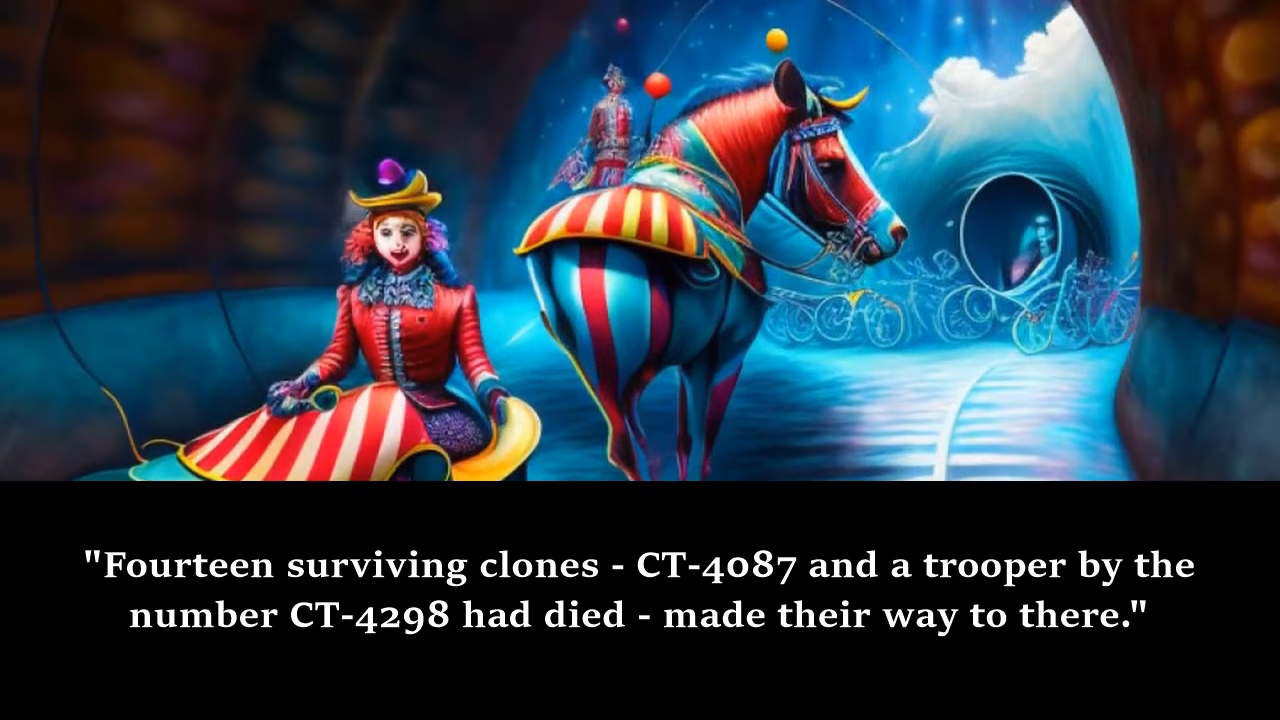 "Fourteen surviving clones - CT-4087 and a trooper by the
number CT-4298 had died - made their way to there."